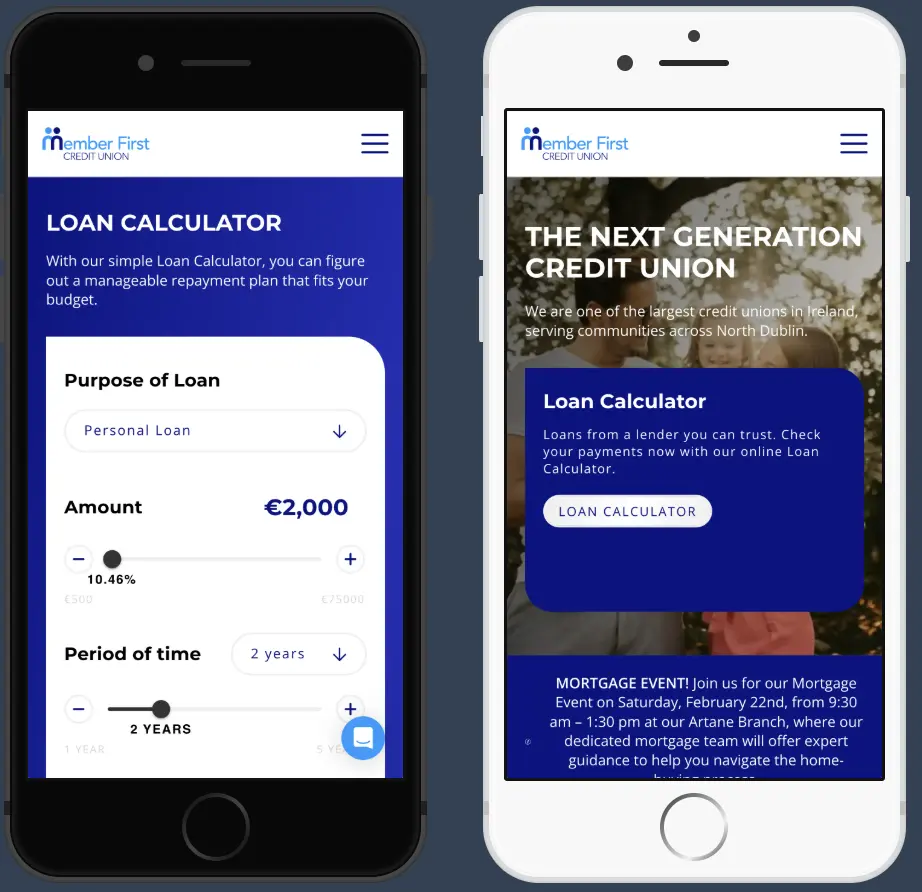 Member First
CREDIT UNION
LOAN CALCULATOR
With our simple Loan Calculator, you can figure
out a manageable repayment plan that fits your
budget.
Purpose of Loan
Personal Loan
Amount
€2,000
10.46%
€500
€75000
Period of time
2 years
2 YEARS
1 YEAR
5 YE
Member First
CREDIT UNION
THE NEXT GENERATION
CREDIT UNION
We are one of the largest credit unions in Ireland,
serving communities across North Dublin.
Loan Calculator
Loans from a lender you can trust. Check
your payments now with our online Loan
Calculator.
LOAN CALCULATOR
MORTGAGE EVENT! Join us for our Mortgage
Event on Saturday, February 22nd, from 9:30
am – 1:30 pm at our Artane Branch, where our
dedicated mortgage team will offer expert
guidance to help you navigate the home-